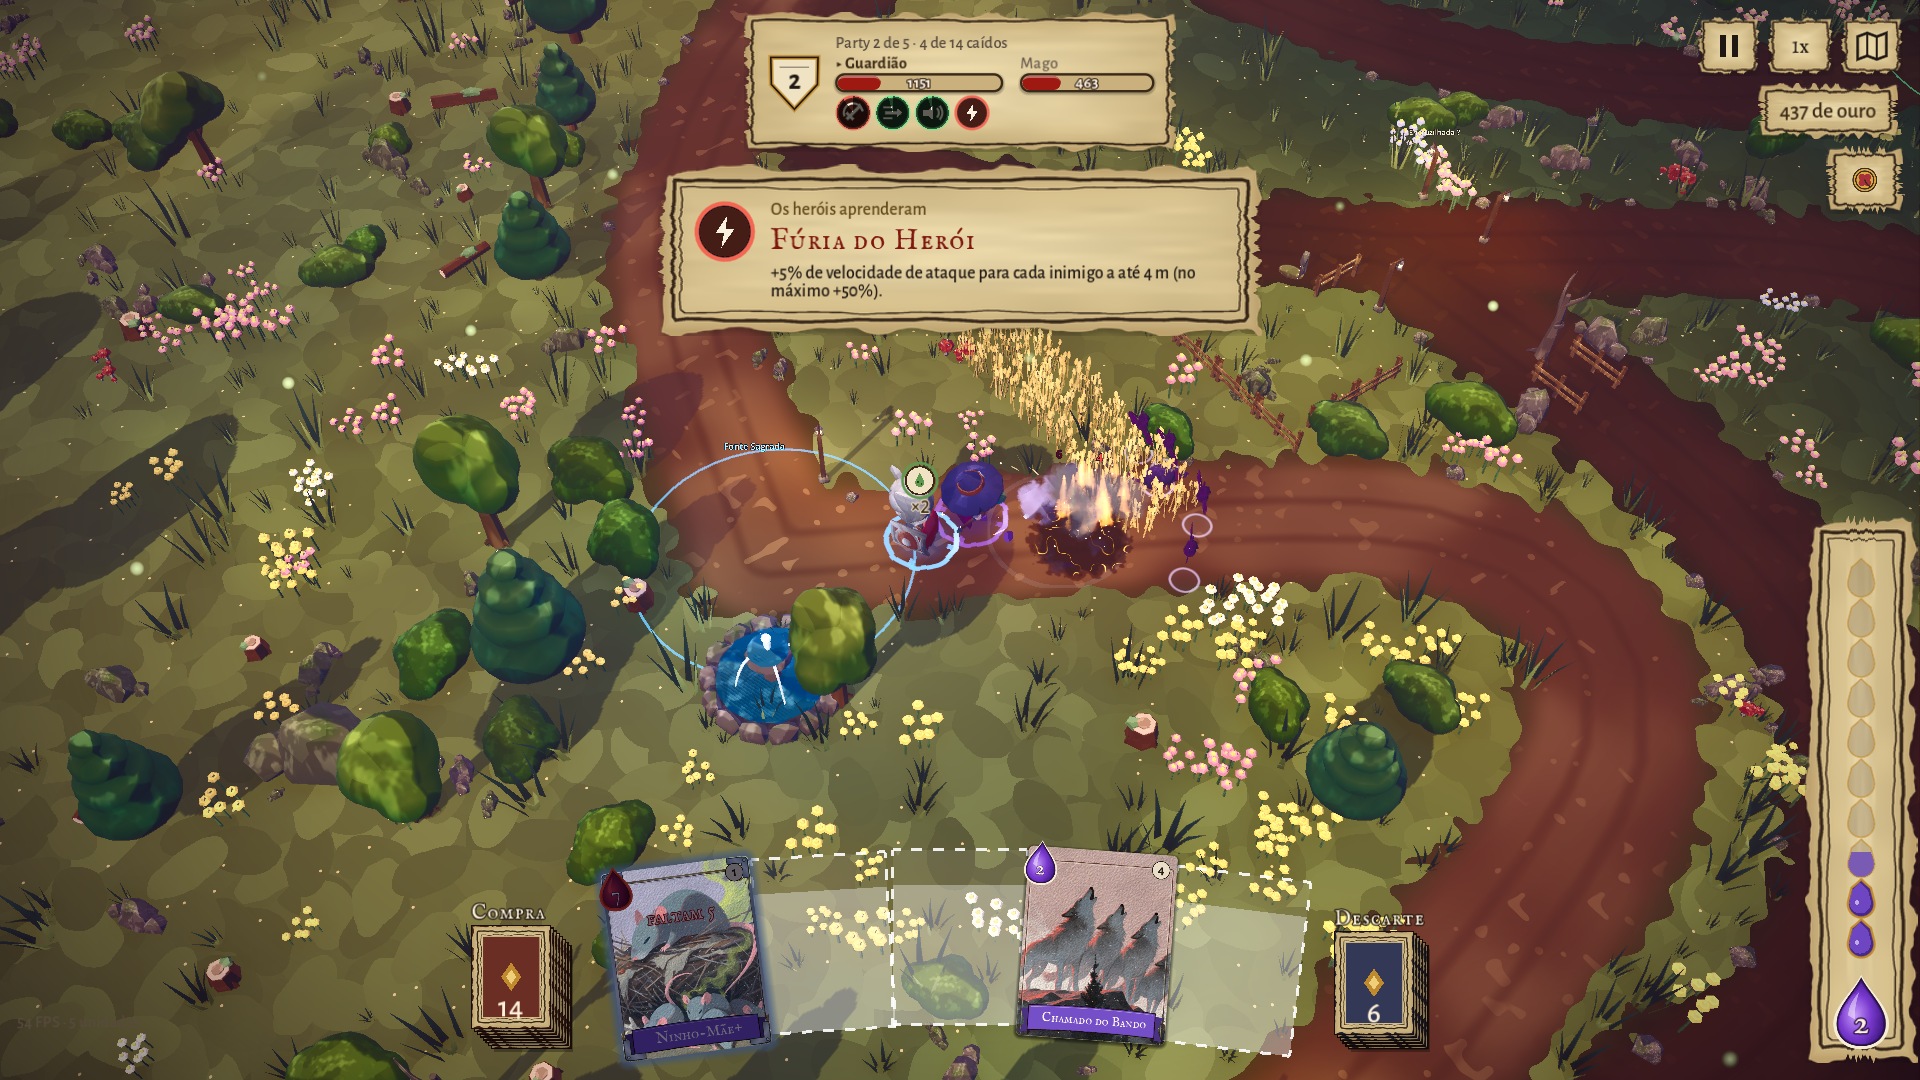 Party 2 de 5 · 4 de 14 caídos
2
Guardião
Mago
1151
463
1x
437 de ouro
Os heróis aprenderam
Fúria do Herói
+5% de velocidade de ataque para cada inimigo a até 4 m (no
máximo +50%).
Fonte Sagrada
×2
Compra
14
7
1
FALTAM 5
Ninho-Mãe+
2
4
Chamado do Bando
Descarte
6
2